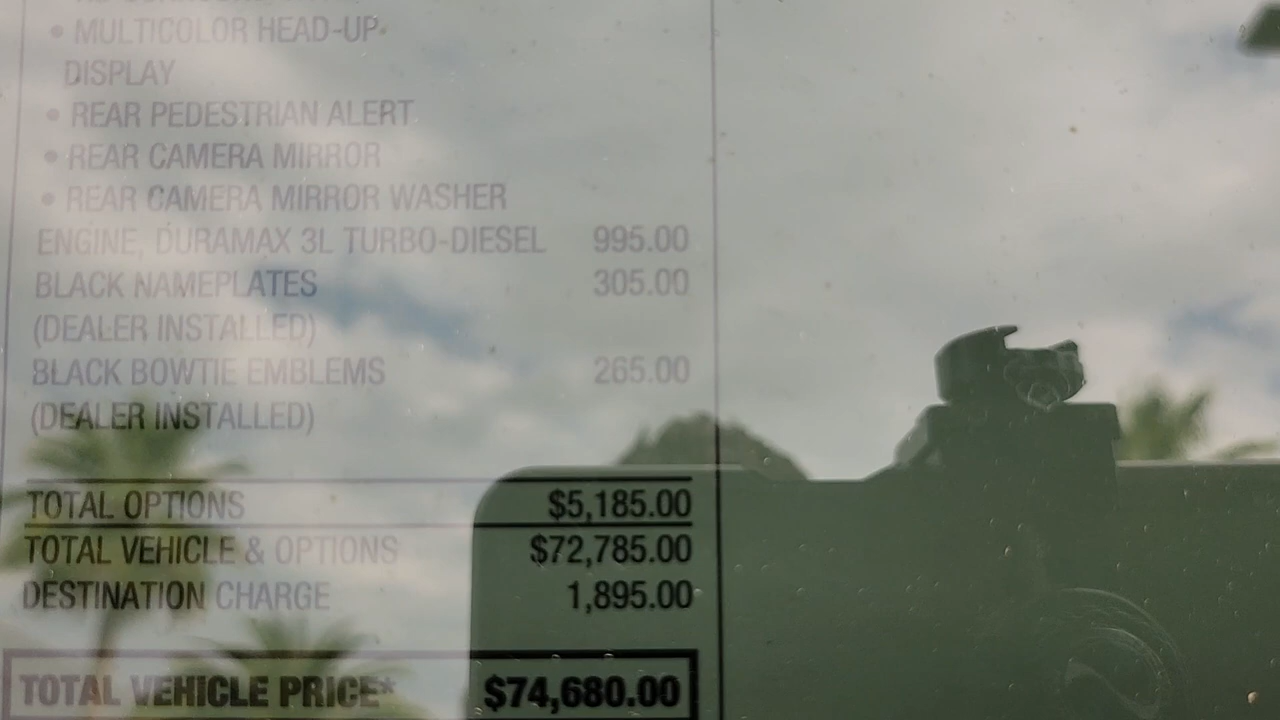 • MULTICOLOR HEAD-UP
DISPLAY
• REAR PEDESTRIAN ALERT
• REAR CAMERA MIRROR
• REAR CAMERA MIRROR WASHER
ENGINE, DURAMAX 3L TURBO-DIESEL 995.00
BLACK NAMEPLATES 305.00
(DEALER INSTALLED)
BLACK BOWTIE EMBLEMS 265.00
(DEALER INSTALLED)
TOTAL OPTIONS $5,185.00
TOTAL VEHICLE & OPTIONS $72,785.00
DESTINATION CHARGE 1,895.00
TOTAL VEHICLE PRICE* $74,680.00